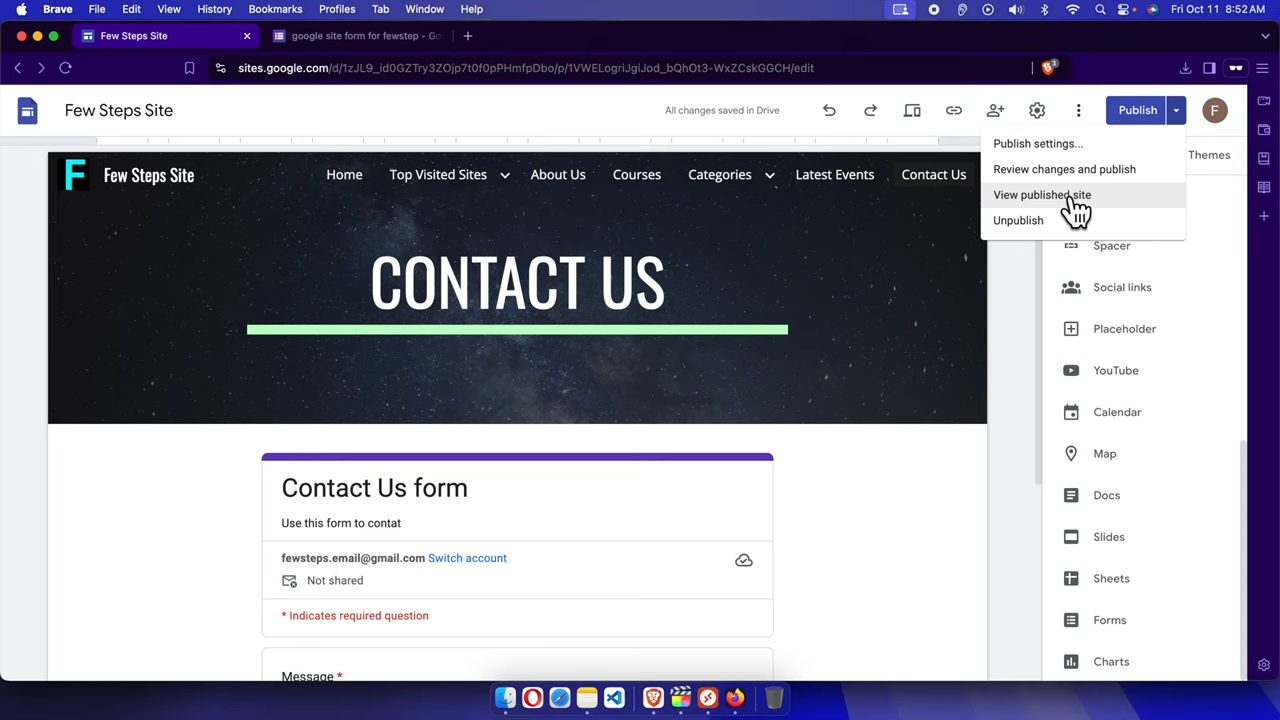 Brave File Edit View History Bookmarks Profiles Tab Window Help Fri Oct 11 8:52 AM
Few Steps Site google site form for fewstep - Go
sites.google.com/d/1zJL9_id0GZTry3ZOjp7t0f0pPHmfpDbo/p/1VWELogriJgiJod_bQhOt3-WxZCskGGCH/edit 3
Few Steps Site All changes saved in Drive Publish F
Publish settings...
Review changes and publish
View published site
Unpublish
Themes
F Few Steps Site Home Top Visited Sites About Us Courses Categories Latest Events Contact Us
CONTACT US
Contact Us form
Use this form to contat
fewsteps.email@gmail.com Switch account
Not shared
* Indicates required question
Message *
Spacer
Social links
Placeholder
YouTube
Calendar
Map
Docs
Slides
Sheets
Forms
Charts